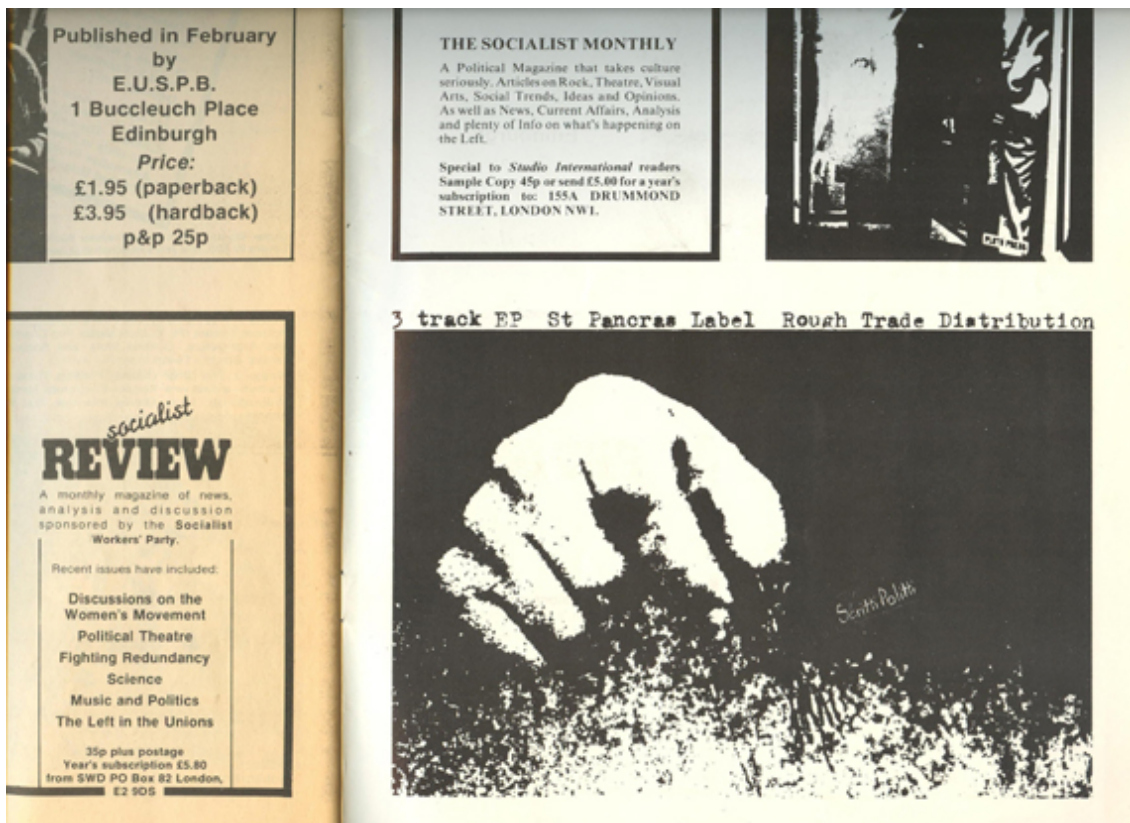 Published in February
by
E.U.S.P.B.
1 Buccleuch Place
Edinburgh
Price:
£1.95 (paperback)
£3.95 (hardback)
p&p 25p
socialist
REVIEW
A monthly magazine of news,
analysis and discussion
sponsored by the Socialist
Workers' Party.
Recent issues have included:
Discussions on the
Women's Movement
Political Theatre
Fighting Redundancy
Science
Music and Politics
The Left in the Unions
35p plus postage
Year's subscription £5.80
from SWD PO Box 82 London,
E2 9DS
THE SOCIALIST MONTHLY
A Political Magazine that takes culture
seriously. Articles on Rock, Theatre, Visual
Arts, Social Trends, Ideas and Opinions.
As well as News, Current Affairs, Analysis
and plenty of Info on what's happening on
the Left.
Special to Studio International readers
Sample Copy 45p or send £5.00 for a year's
subscription to: 155A DRUMMOND
STREET, LONDON NW1.
PLUTO PRESS
3 track EP St Pancras Label Rough Trade Distribution
Scritti Politti